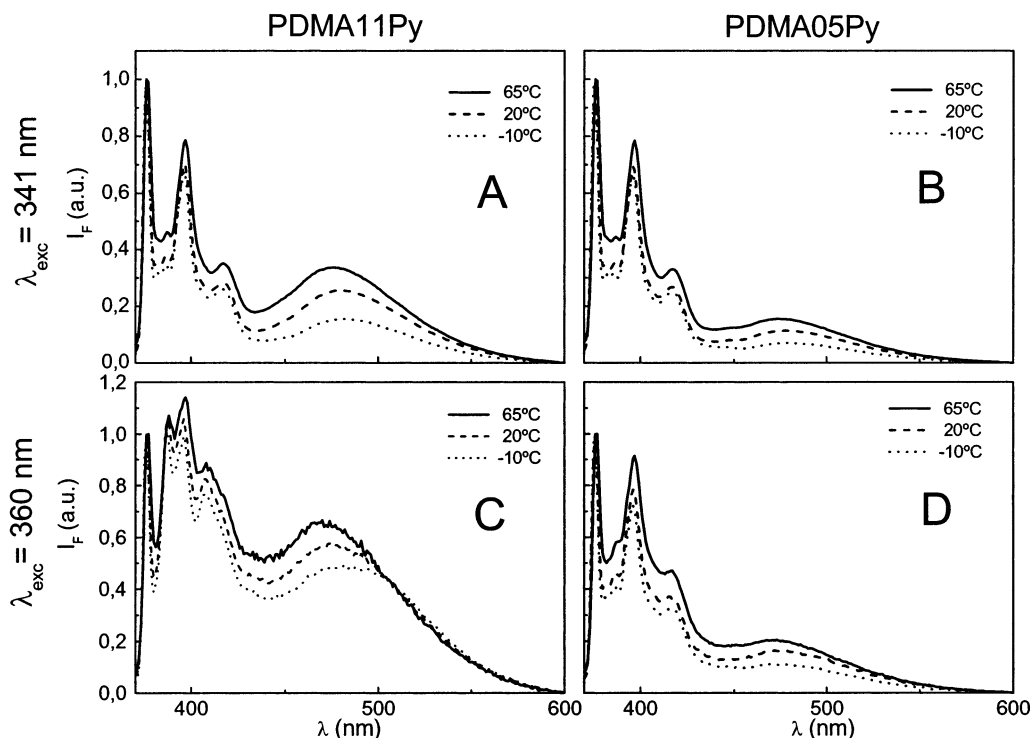 PDMA11Py
PDMA05Py
λexc = 341 nm
IF (a.u.)
1,0
0,8
0,6
0,4
0,2
0,0
65ºC
20ºC
-10ºC
A
65ºC
20ºC
-10ºC
B
λexc = 360 nm
IF (a.u.)
1,2
1,0
0,8
0,6
0,4
0,2
0,0
65ºC
20ºC
-10ºC
C
65ºC
20ºC
-10ºC
D
400 500 400 500 600
λ (nm)
λ (nm)